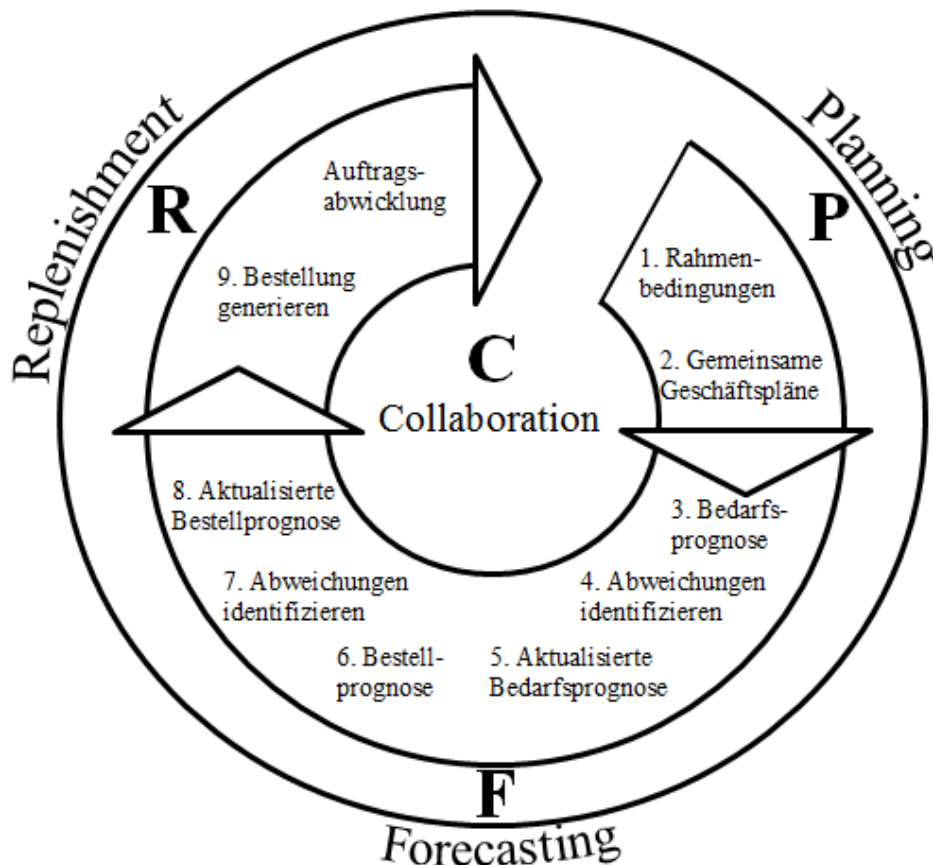 Planning
P
1. Rahmen-
bedingungen
2. Gemeinsame
Geschäftspläne
3. Bedarfs-
prognose
4. Abweichungen
identifizieren
5. Aktualisierte
Bedarfsprognose
F
Forecasting
6. Bestell-
prognose
7. Abweichungen
identifizieren
8. Aktualisierte
Bestellprognose
Replenishment
R
9. Bestellung
generieren
Auftrags-
abwicklung
C
Collaboration